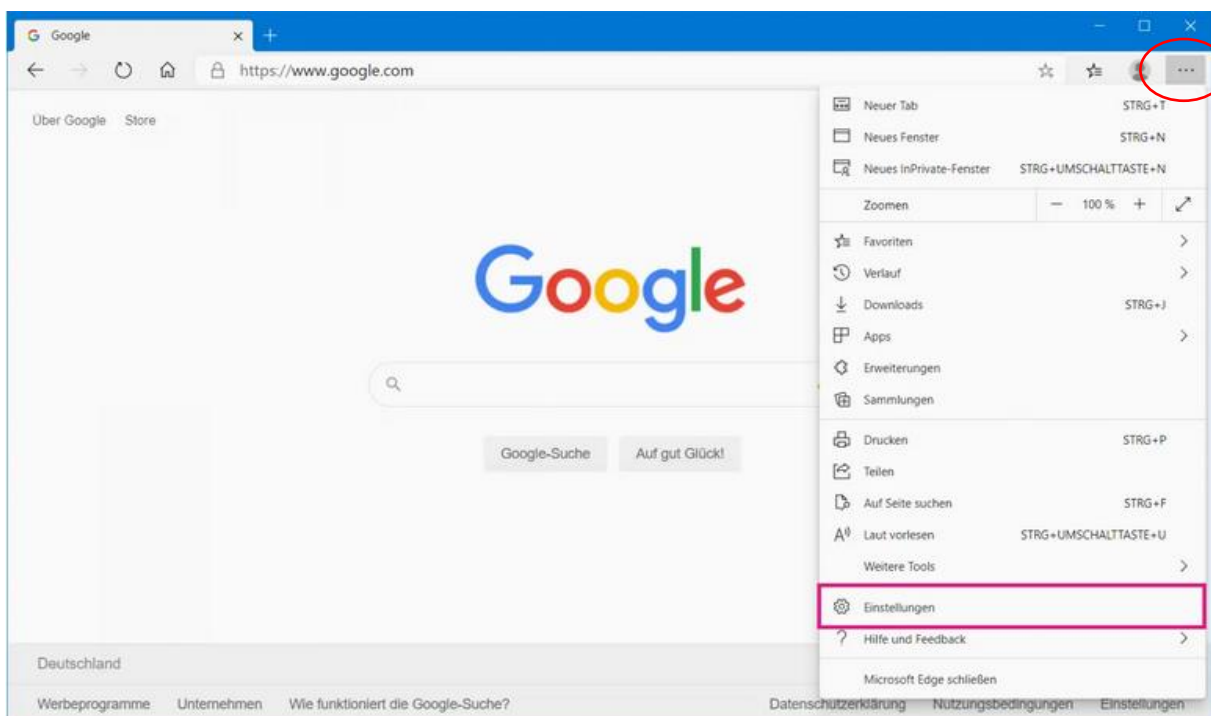 Google
https://www.google.com
Über Google Store
Neuer Tab STRG+T
Neues Fenster STRG+N
Neues InPrivate-Fenster STRG+UMSCHALTTASTE+N
Zoomen — 100 % +
Favoriten
Verlauf
Downloads STRG+J
Apps
Erweiterungen
Sammlungen
Google
Google-Suche Auf gut Glück!
Drucken STRG+P
Teilen
Auf Seite suchen STRG+F
Laut vorlesen STRG+UMSCHALTTASTE+U
Weitere Tools
Einstellungen
Hilfe und Feedback
Microsoft Edge schließen
Deutschland
Werbeprogramme Unternehmen Wie funktioniert die Google-Suche? Datenschutzerklärung Nutzungsbedingungen Einstellungen